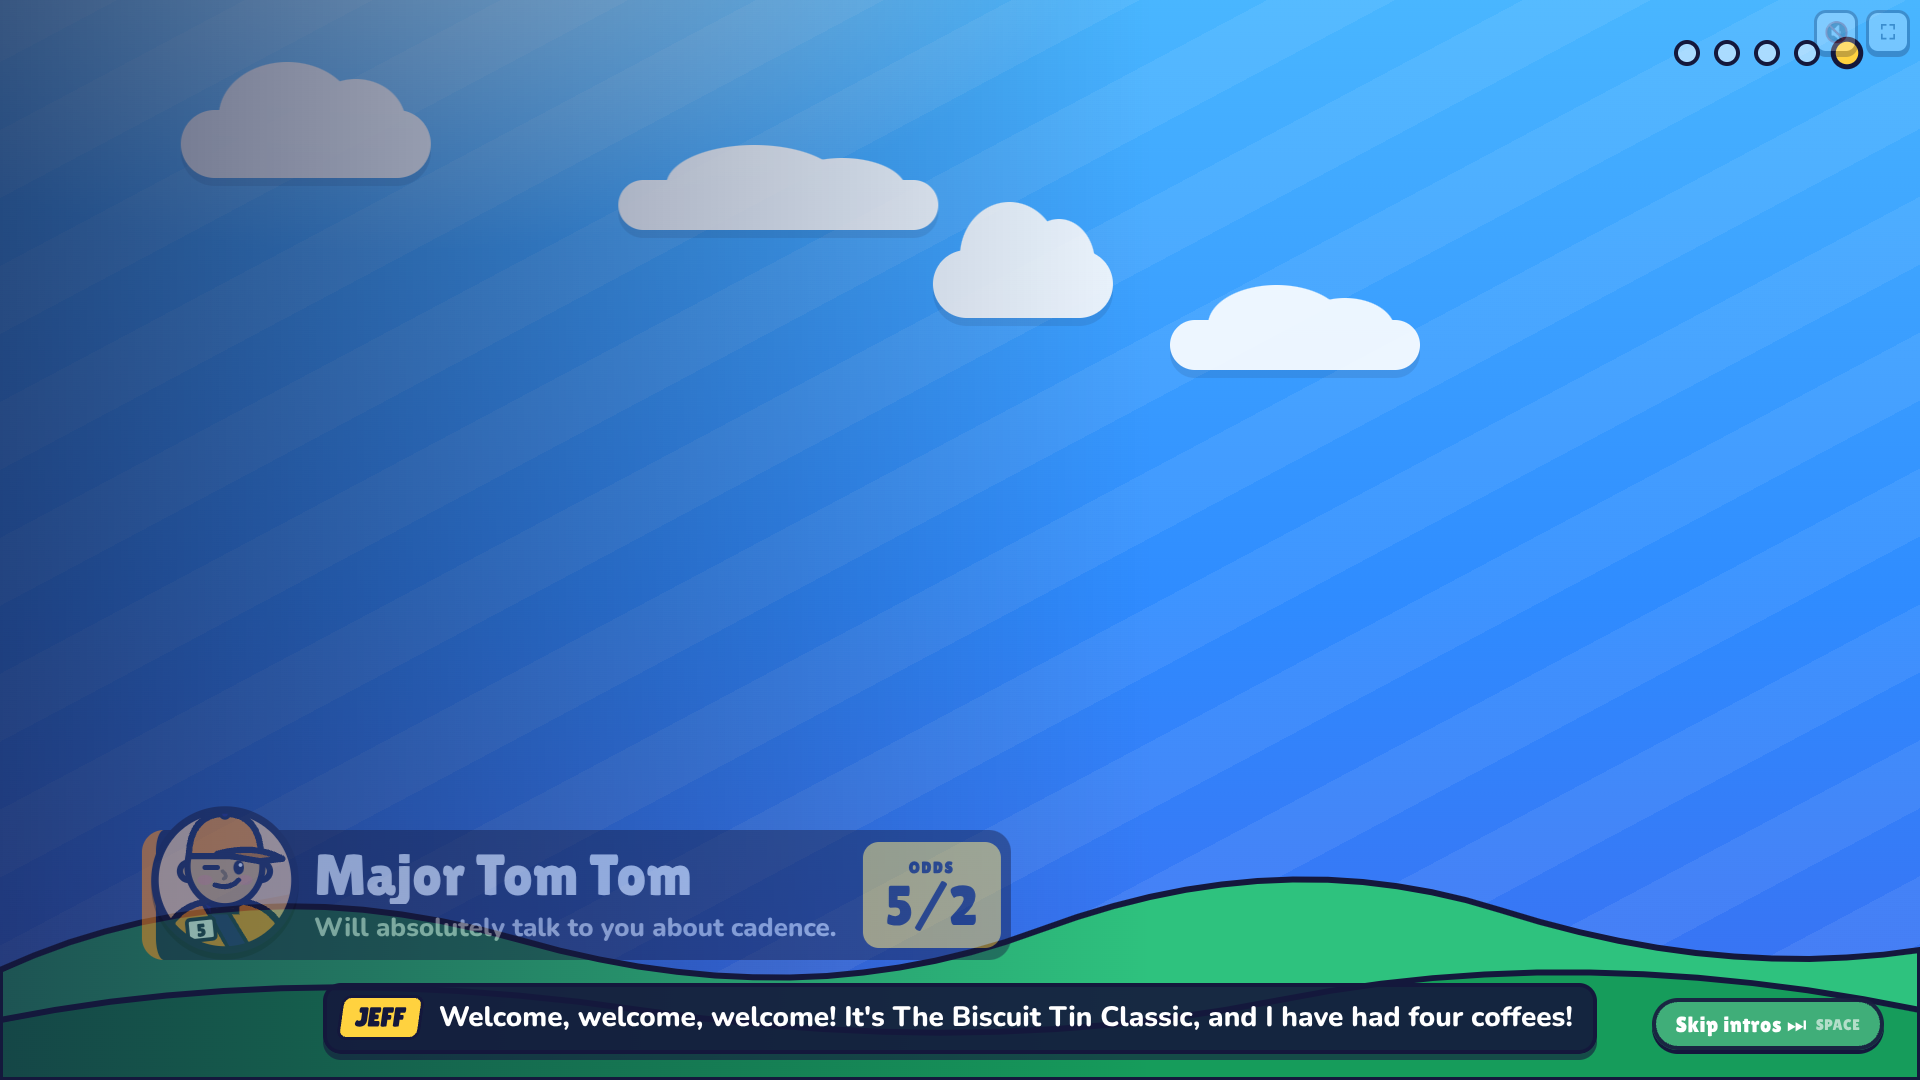 Major Tom Tom
Will absolutely talk to you about cadence.
ODDS
5/2
5
JEFF
Welcome, welcome, welcome! It's The Biscuit Tin Classic, and I have had four coffees!
Skip intros SPACE